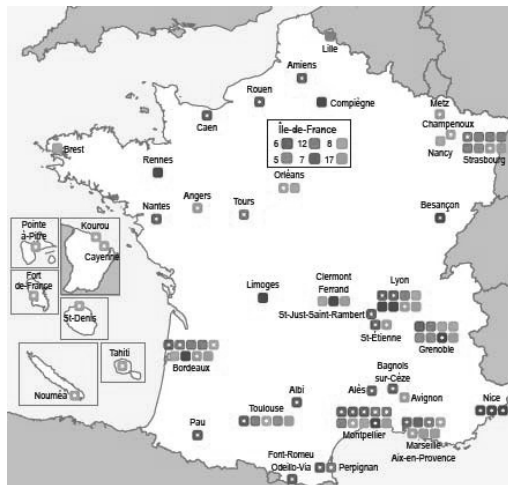 Lille
Amiens
Rouen
Compiègne
Caen
Metz
Champenoux
Nancy
Strasbourg
Île-de-France
6 12 8
5 7 17
Brest
Rennes
Orléans
Angers
Tours
Nantes
Besançon
Pointe
à-Pitre
Kourou
Cayenne
Fort
de-France
St-Denis
Limoges
Clermont
Ferrand
Lyon
St-Just-Saint-Rambert
St-Étienne
Grenoble
Tahiti
Nouméa
Bordeaux
Bagnols
sur-Cèze
Albi
Alès
Avignon
Nice
Toulouse
Montpellier
Marseille
Aix-en-Provence
Pau
Font-Romeu
Odeillo-Via
Perpignan